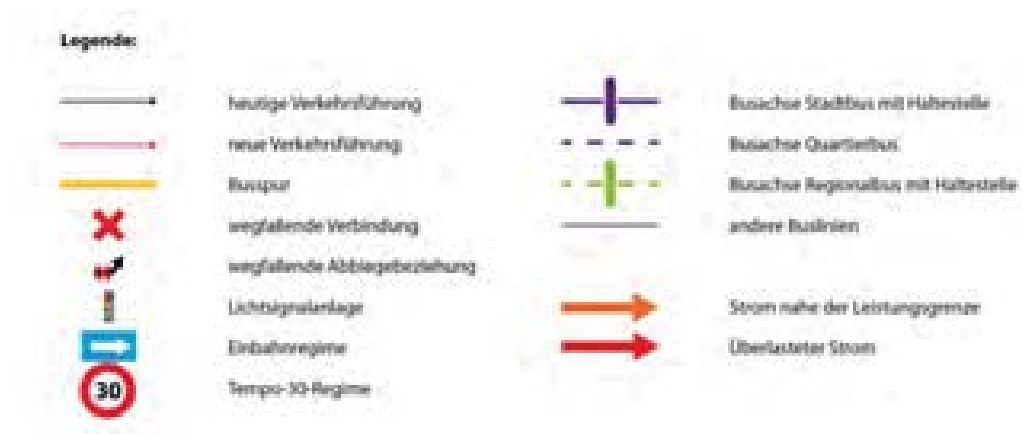 Legende:
heutige Verkehrsführung
neue Verkehrsführung
Busspur
wegfallende Verbindung
wegfallende Abbiegebeziehung
Lichtsignalanlage
Einbahnregime
30
Tempo-30-Regime
Busachse Stadtbus mit Haltestelle
Busachse Quartierbus
Busachse Regionalbus mit Haltestelle
andere Buslinien
Strom nahe der Leistungsgrenze
Überlasteter Strom